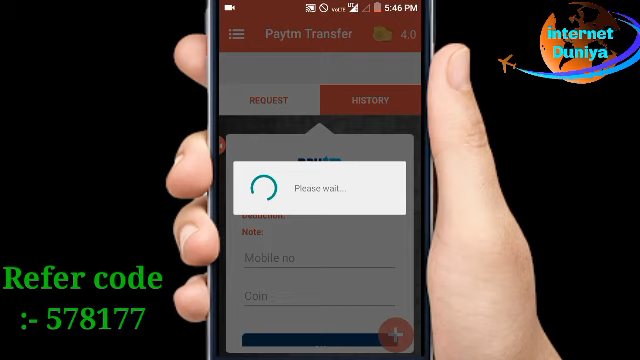 internet
Duniya
VoLTE
5:46 PM
Paytm Transfer
4.0
REQUEST
HISTORY
Please wait...
Deduction:
Note:
Mobile no
Coin
Refer code
:- 578177